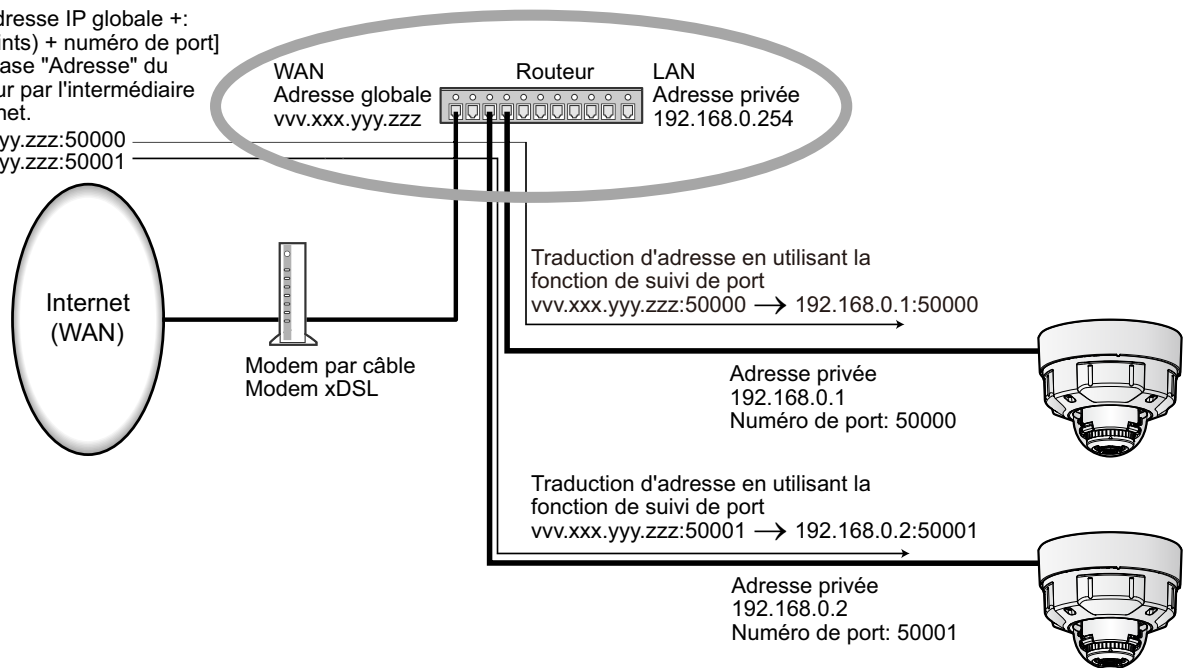 dresse IP globale +:
ints) + numéro de port]
ase "Adresse" du
ur par l'intermédiaire
net.
yy.zzz:50000
yy.zzz:50001
WAN
Adresse globale
vvv.xxx.yyy.zzz
Routeur
LAN
Adresse privée
192.168.0.254
Internet
(WAN)
Modem par câble
Modem xDSL
Traduction d'adresse en utilisant la
fonction de suivi de port
vvv.xxx.yyy.zzz:50000 → 192.168.0.1:50000
Adresse privée
192.168.0.1
Numéro de port: 50000
Traduction d'adresse en utilisant la
fonction de suivi de port
vvv.xxx.yyy.zzz:50001 → 192.168.0.2:50001
Adresse privée
192.168.0.2
Numéro de port: 50001